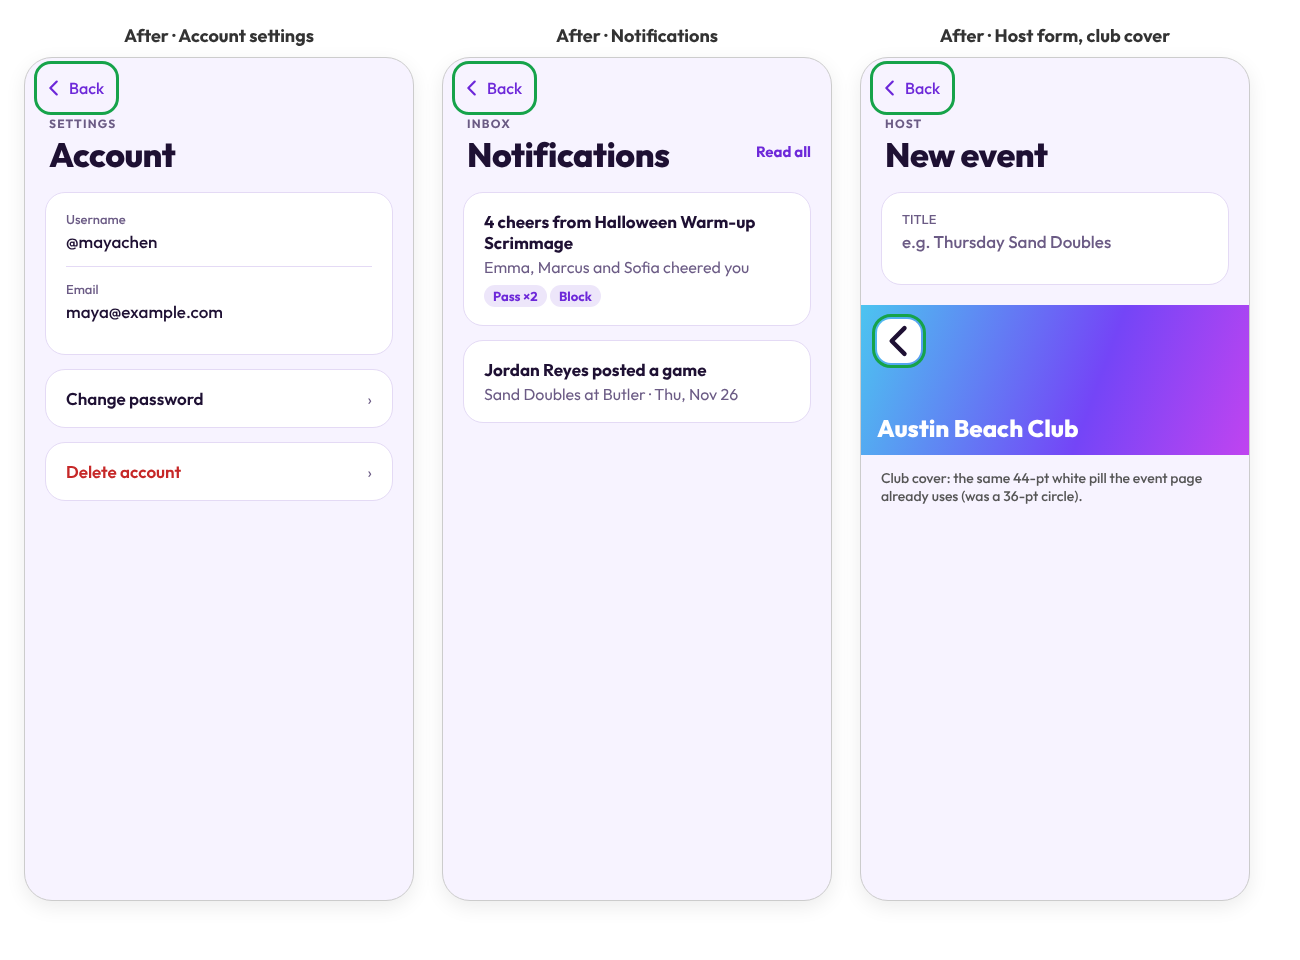 After · Account settings
Back
SETTINGS
Account
Username
@mayachen
Email
maya@example.com
Change password ›
Delete account ›
After · Notifications
Back
INBOX
Notifications
Read all
4 cheers from Halloween Warm-up
Scrimmage
Emma, Marcus and Sofia cheered you
Pass ×2 Block
Jordan Reyes posted a game
Sand Doubles at Butler · Thu, Nov 26
After · Host form, club cover
Back
HOST
New event
TITLE
e.g. Thursday Sand Doubles
Austin Beach Club
Club cover: the same 44-pt white pill the event page
already uses (was a 36-pt circle).